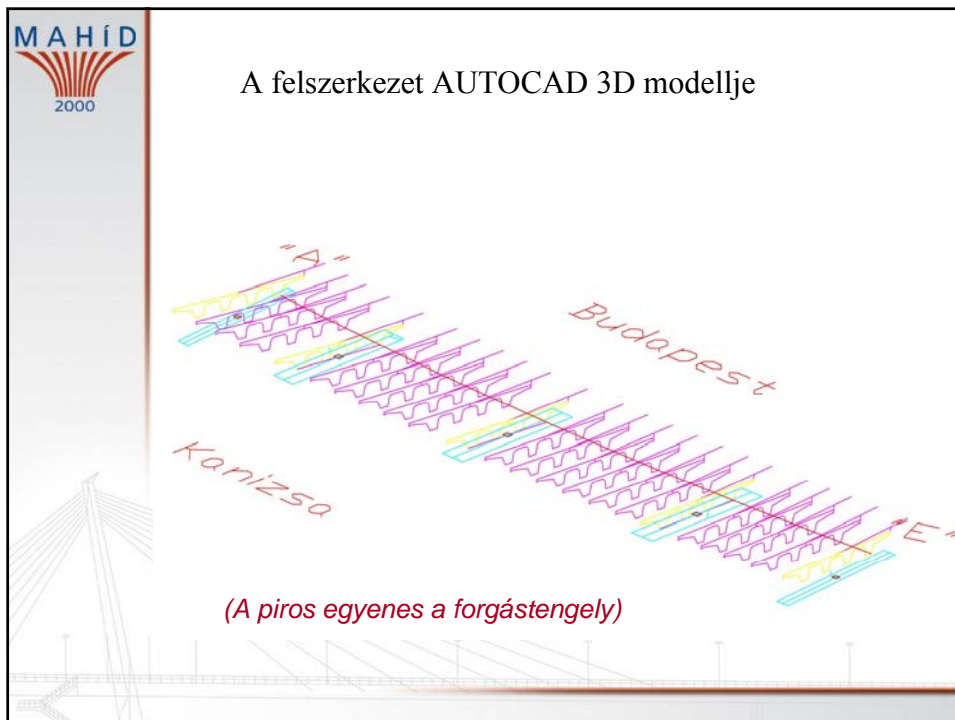 MAHÍD
2000
A felszerkezet AUTOCAD 3D modellje
"A"
Budapest
Kanizsa
"E"
(A piros egyenes a forgástengely)